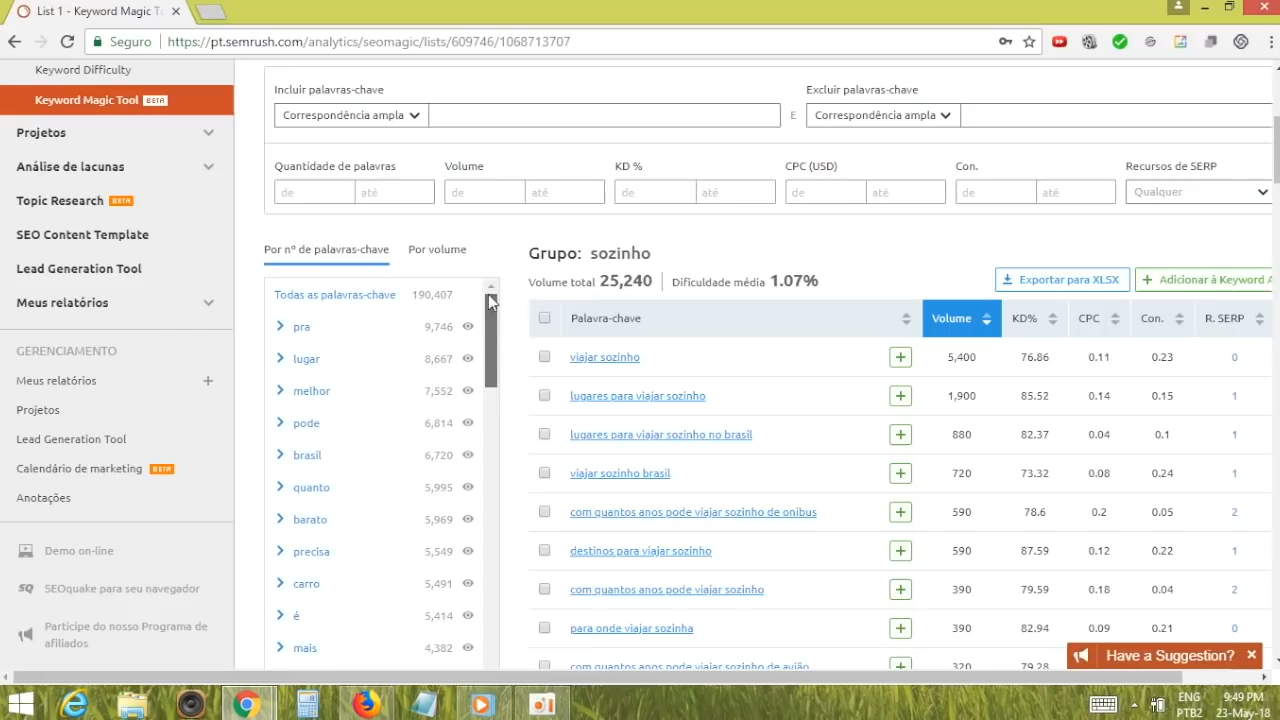 List 1 - Keyword Magic T
Seguro
https://pt.semrush.com/analytics/seomagic/lists/609746/1068713707
Keyword Difficulty
Keyword Magic Tool BETA
Projetos
Análise de lacunas
Topic Research BETA
SEO Content Template
Lead Generation Tool
Meus relatórios
GERENCIAMENTO
Meus relatórios +
Projetos
Lead Generation Tool
Calendário de marketing BETA
Anotações
Demo on-line
SQ SEOquake para seu navegador
Participe do nosso Programa de
afiliados
Incluir palavras-chave
Correspondência ampla
E
Excluir palavras-chave
Correspondência ampla
Quantidade de palavras Volume KD % CPC (USD) Con. Recursos de SERP
de até de até de até de até de até Qualquer
Por nº de palavras-chave Por volume
Todas as palavras-chave 190,407
pra 9,746
lugar 8,667
melhor 7,552
pode 6,814
brasil 6,720
quanto 5,995
barato 5,969
precisa 5,549
carro 5,491
é 5,414
mais 4,382
Grupo: sozinho
Volume total 25,240 Dificuldade média 1.07%
Exportar para XLSX
+ Adicionar à Keyword A
Palavra-chave Volume KD% CPC Con. R. SERP
viajar sozinho + 5,400 76.86 0.11 0.23 0
lugares para viajar sozinho + 1,900 85.52 0.14 0.15 1
lugares para viajar sozinho no brasil + 880 82.37 0.04 0.1 1
viajar sozinho brasil + 720 73.32 0.08 0.24 1
com quantos anos pode viajar sozinho de onibus + 590 78.6 0.2 0.05 2
destinos para viajar sozinho + 590 87.59 0.12 0.22 1
com quantos anos pode viajar sozinho + 390 79.59 0.18 0.04 2
para onde viajar sozinha + 390 82.94 0.09 0.21 0
com quantos anos pode viajar sozinho de avião + 320 79.28
Have a Suggestion? ×
ENG
PTB2
9:49 PM
23-May-18